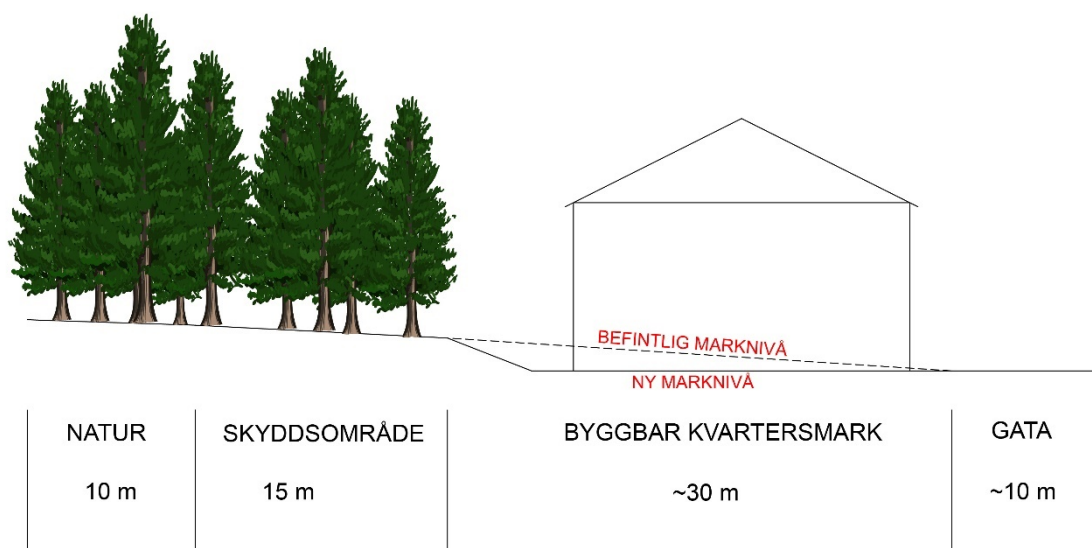 BEFINTLIG MARKNIVÅ
NY MARKNIVÅ
NATUR
SKYDDSOMRÅDE
BYGGBAR KVARTERSMARK
GATA
10 m
15 m
~30 m
~10 m